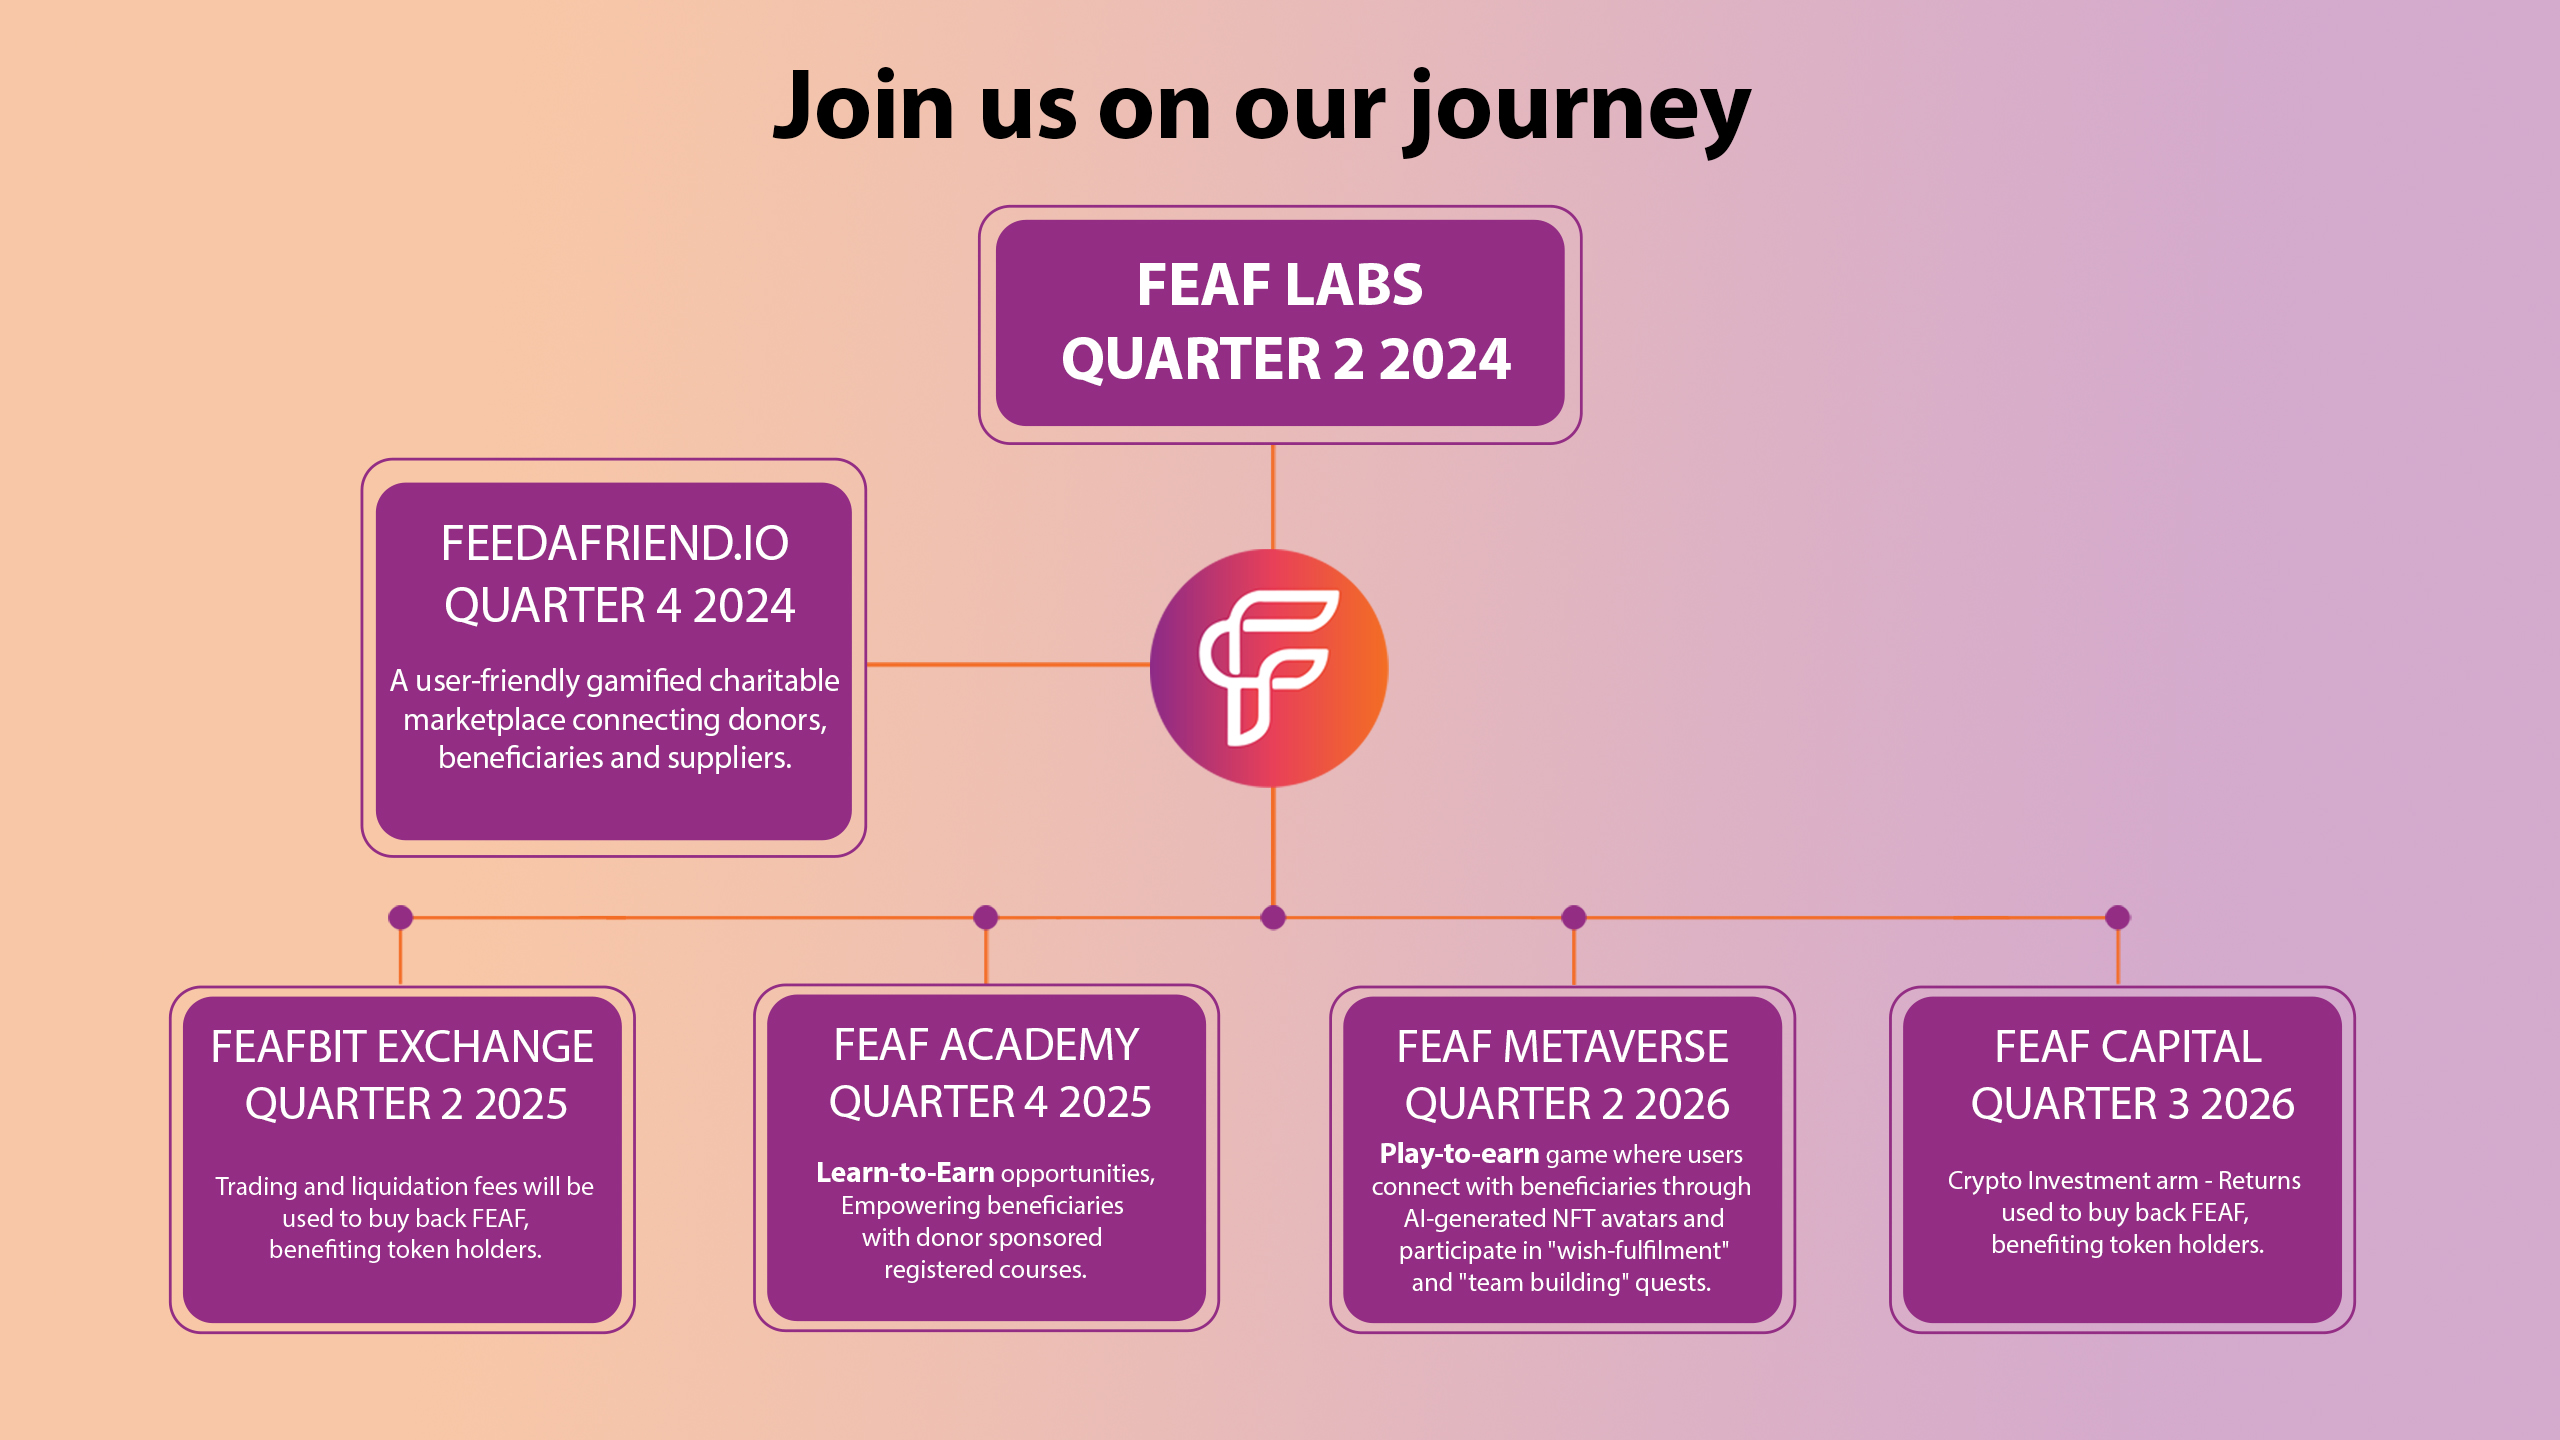 Join us on our journey
FEAF LABS
QUARTER 2 2024
FEEDAFRIEND.IO
QUARTER 4 2024
A user-friendly gamified charitable
marketplace connecting donors,
beneficiaries and suppliers.
FEAFBIT EXCHANGE
QUARTER 2 2025
Trading and liquidation fees will be
used to buy back FEAF,
benefiting token holders.
FEAF ACADEMY
QUARTER 4 2025
Learn-to-Earn opportunities,
Empowering beneficiaries
with donor sponsored
registered courses.
FEAF METAVERSE
QUARTER 2 2026
Play-to-earn game where users
connect with beneficiaries through
AI-generated NFT avatars and
participate in "wish-fulfilment"
and "team building" quests.
FEAF CAPITAL
QUARTER 3 2026
Crypto Investment arm - Returns
used to buy back FEAF,
benefiting token holders.